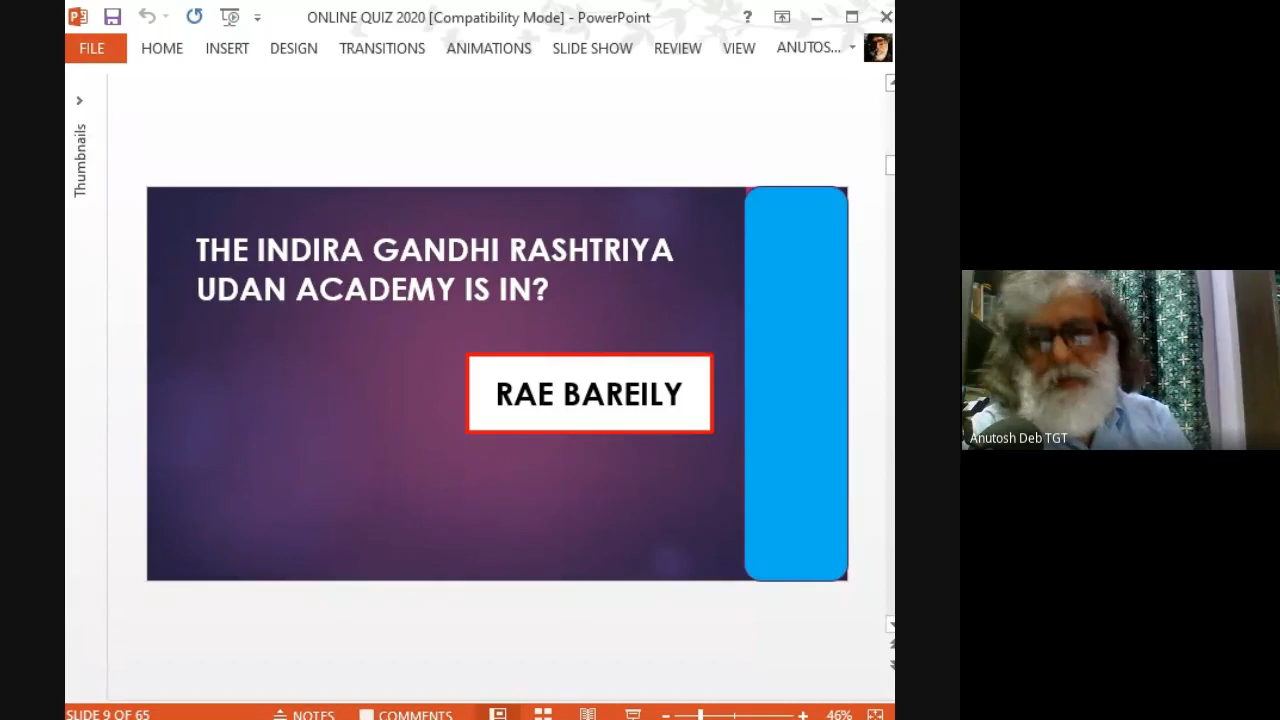 ONLINE QUIZ 2020 [Compatibility Mode] - PowerPoint
?
FILE HOME INSERT DESIGN TRANSITIONS ANIMATIONS SLIDE SHOW REVIEW VIEW ANUTOS...
Thumbnails
THE INDIRA GANDHI RASHTRIYA
UDAN ACADEMY IS IN?
RAE BAREILY
Anutosh Deb TGT
SLIDE 9 OF 65 NOTES COMMENTS 46%